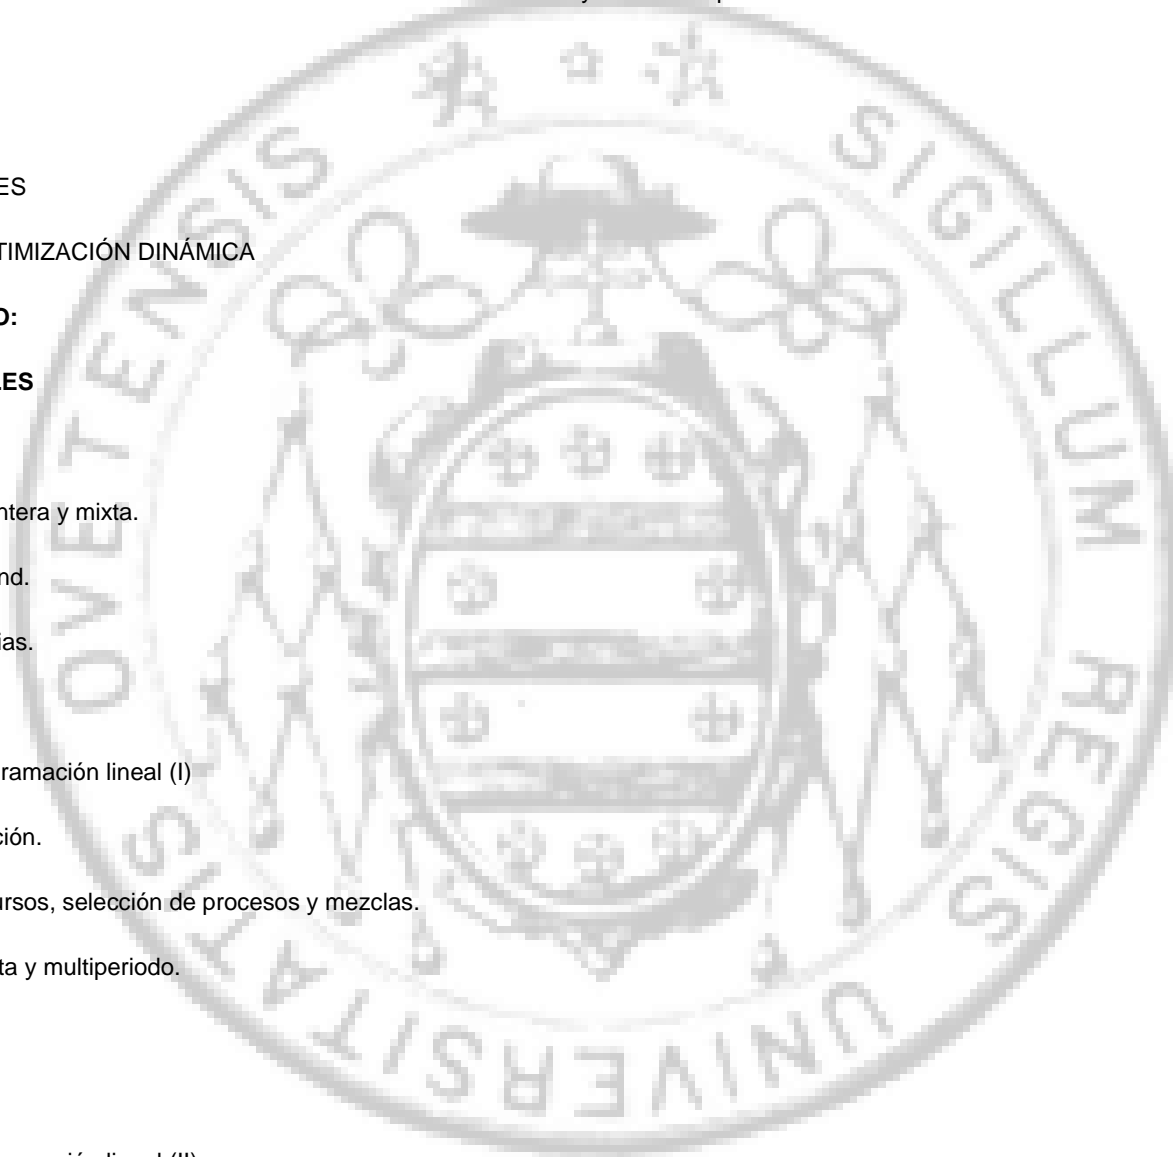 ES
TIMIZACIÓN DINÁMICA
O:
LES
ntera y mixta.
nd.
ias.
ramación lineal (I)
ción.
ursos, selección de procesos y mezclas.
ta y multiperiodo.
SIGILLUM REGIS UNIVERSITATIS OVETENSIS